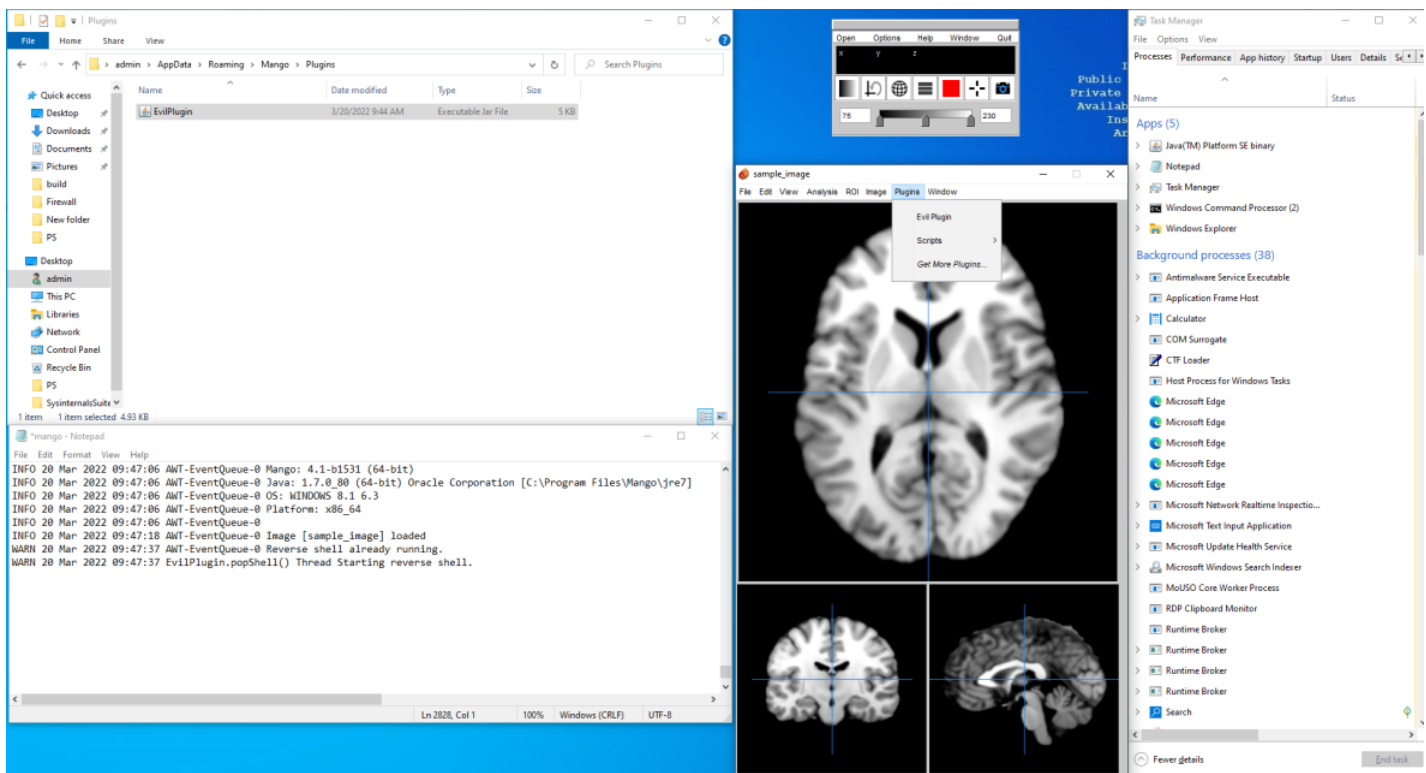 Plugins
File Home Share View
admin > AppData > Roaming > Mango > Plugins
Search Plugins
Name Date modified Type Size
EvilPlugin 3/20/2022 9:44 AM Executable Jar File 5 KB
Quick access
Desktop
Downloads
Documents
Pictures
build
Firewall
New folder
PS
Desktop
admin
This PC
Libraries
Network
Control Panel
Recycle Bin
PS
SysinternalsSuite
1 item 1 item selected 4.93 KB
*mango - Notepad
File Edit Format View Help
INFO 20 Mar 2022 09:47:06 AWT-EventQueue-0 Mango: 4.1-b1531 (64-bit)
INFO 20 Mar 2022 09:47:06 AWT-EventQueue-0 Java: 1.7.0_80 (64-bit) Oracle Corporation [C:\Program Files\Mango\jre7]
INFO 20 Mar 2022 09:47:06 AWT-EventQueue-0 OS: WINDOWS 8.1 6.3
INFO 20 Mar 2022 09:47:06 AWT-EventQueue-0 Platform: x86_64
INFO 20 Mar 2022 09:47:06 AWT-EventQueue-0
INFO 20 Mar 2022 09:47:18 AWT-EventQueue-0 Image [sample_image] loaded
WARN 20 Mar 2022 09:47:37 AWT-EventQueue-0 Reverse shell already running.
WARN 20 Mar 2022 09:47:37 EvilPlugin.popShell() Thread Starting reverse shell.
Ln 2828, Col 1 100% Windows (CRLF) UTF-8
Open Options Help Window Quit
x y z
75 230
Public
Private
Availab
Ins
Ar
sample_image
File Edit View Analysis ROI Image Plugins Window
Evil Plugin
Scripts
Get More Plugins...
Task Manager
File Options View
Processes Performance App history Startup Users Details Se
Name Status
Apps (5)
Java(TM) Platform SE binary
Notepad
Task Manager
Windows Command Processor (2)
Windows Explorer
Background processes (38)
Antimalware Service Executable
Application Frame Host
Calculator
COM Surrogate
CTF Loader
Host Process for Windows Tasks
Microsoft Edge
Microsoft Edge
Microsoft Edge
Microsoft Edge
Microsoft Edge
Microsoft Network Realtime Inspectio...
Microsoft Text Input Application
Microsoft Update Health Service
Microsoft Windows Search Indexer
MoUSO Core Worker Process
RDP Clipboard Monitor
Runtime Broker
Runtime Broker
Runtime Broker
Runtime Broker
Search
Fewer details End task